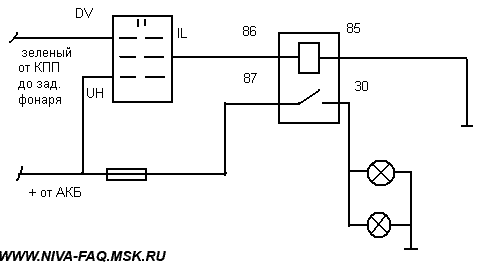 DV
IL
86
85
зеленый
от КПП
до зад.
фонаря
UH
87
30
+ от АКБ
WWW.NIVA-FAQ.MSK.RU